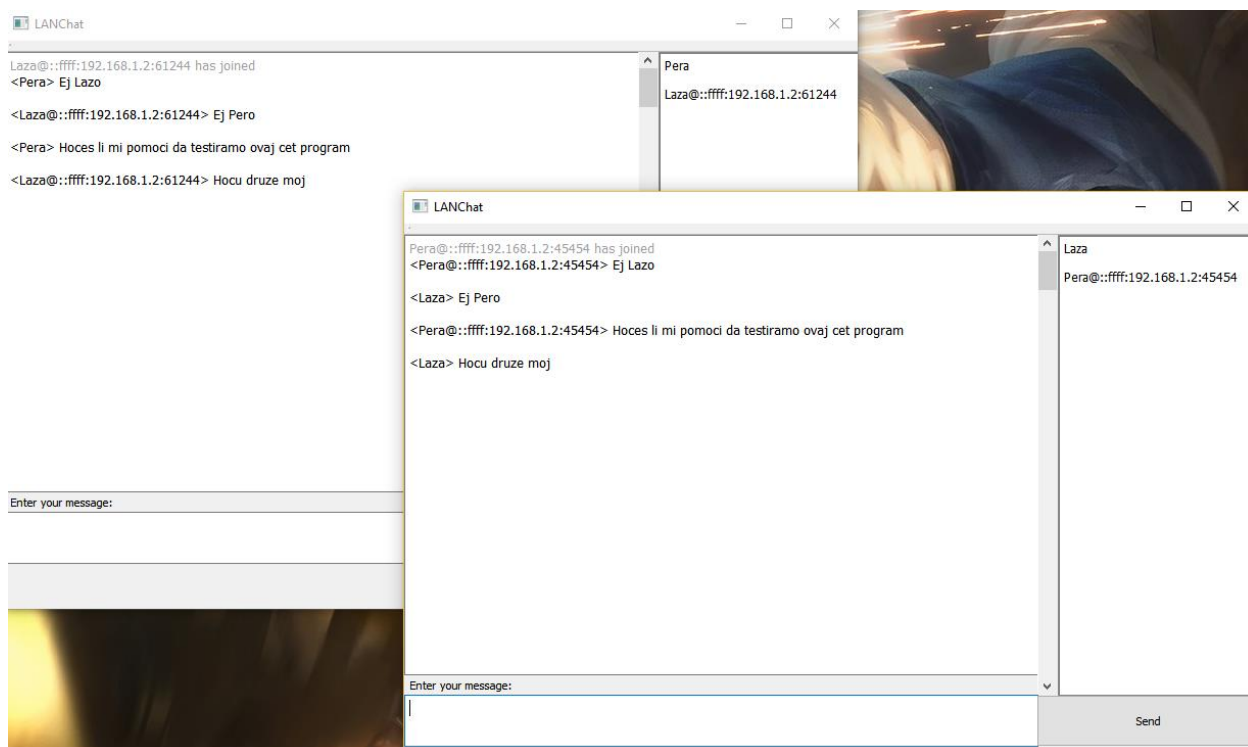 LANChat
Laza@::ffff:192.168.1.2:61244 has joined
<Pera> Ej Lazo
<Laza@::ffff:192.168.1.2:61244> Ej Pero
<Pera> Hoces li mi pomoci da testiramo ovaj cet program
<Laza@::ffff:192.168.1.2:61244> Hocu druze moj
Pera
Laza@::ffff:192.168.1.2:61244
Enter your message:
LANChat
Pera@::ffff:192.168.1.2:45454 has joined
<Pera@::ffff:192.168.1.2:45454> Ej Lazo
<Laza> Ej Pero
<Pera@::ffff:192.168.1.2:45454> Hoces li mi pomoci da testiramo ovaj cet program
<Laza> Hocu druze moj
Laza
Pera@::ffff:192.168.1.2:45454
Enter your message:
Send